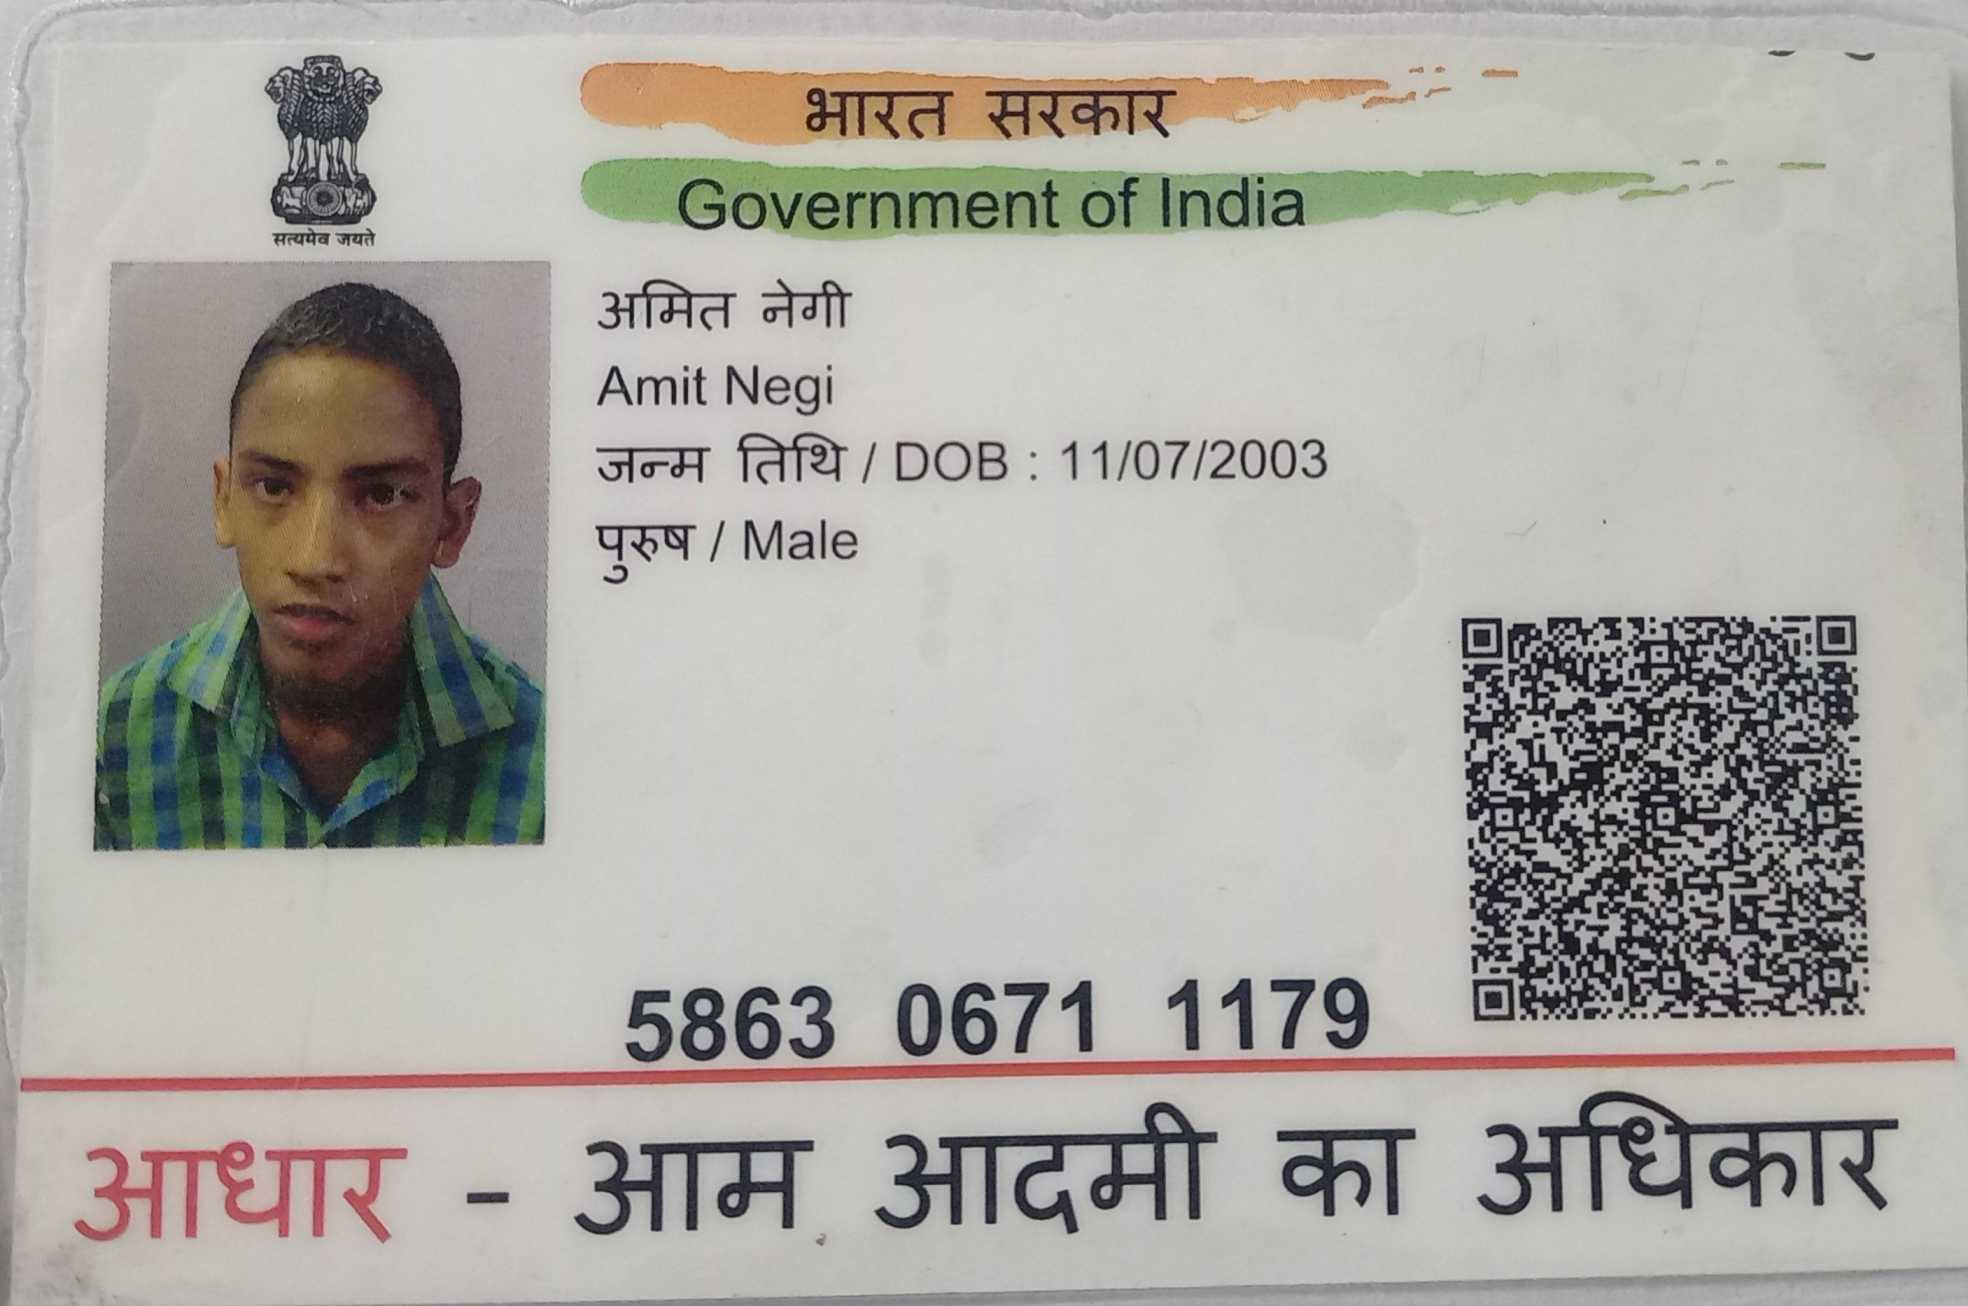 सत्यमेव जयते
भारत सरकार
Government of India
अमित नेगी
Amit Negi
जन्म तिथि / DOB : 11/07/2003
पुरुष / Male
5863 0671 1179
आधार - आम आदमी का अधिकार